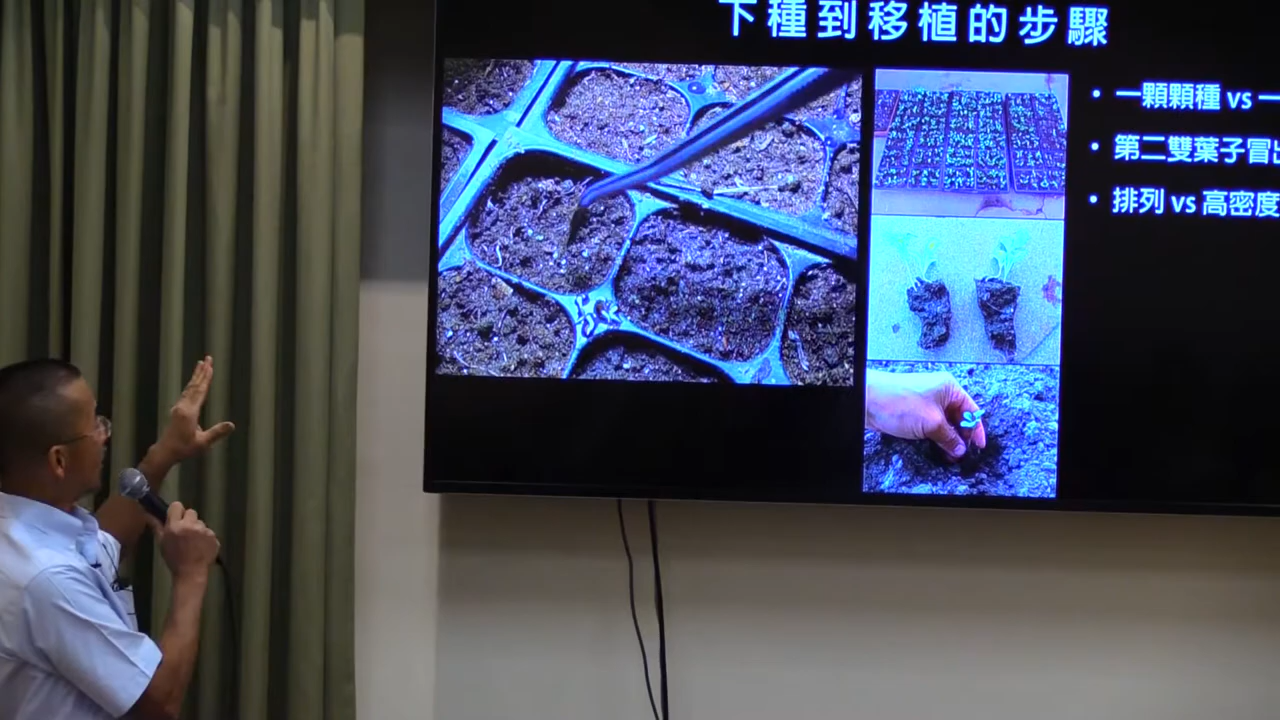 下種到移植的步驟
• 一顆顆種 vs 一
• 第二雙葉子冒出
• 排列 vs 高密度